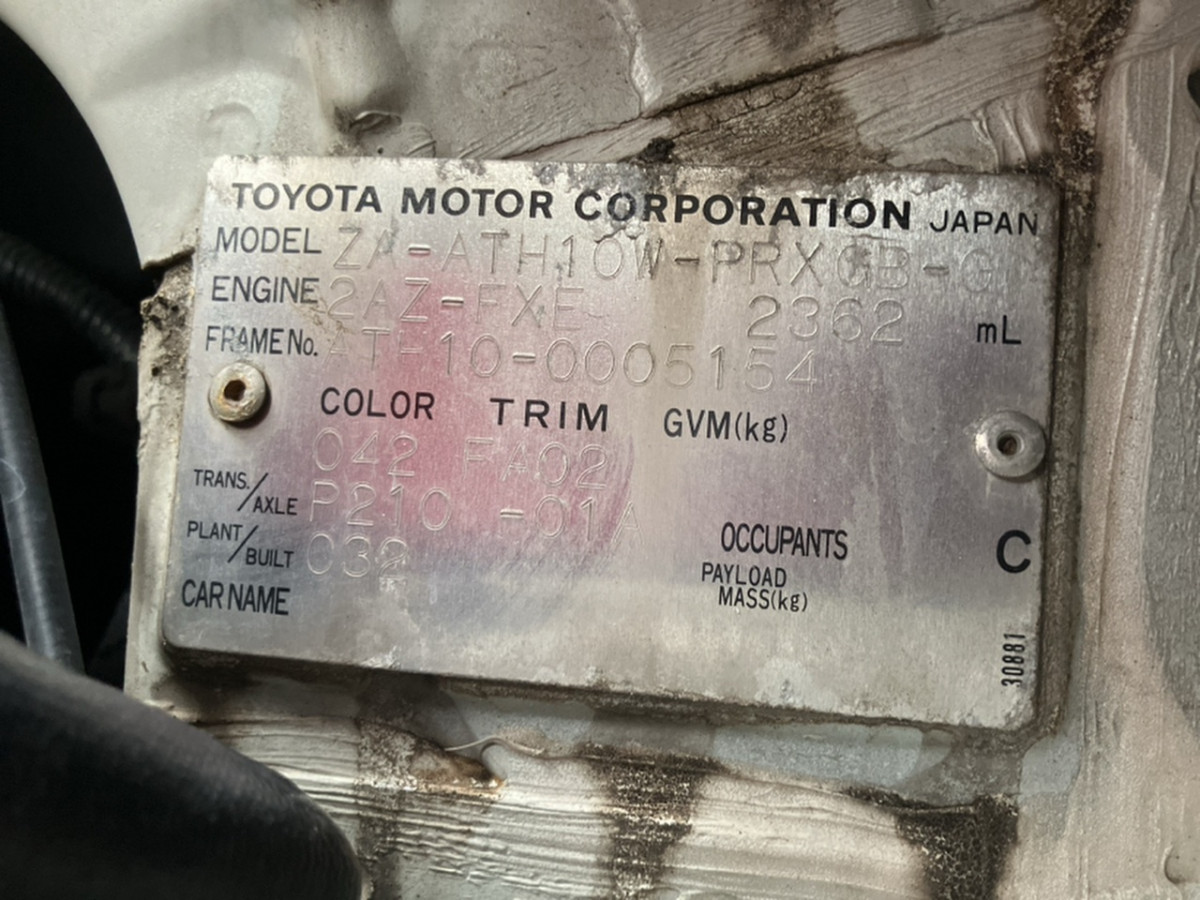 TOYOTA MOTOR CORPORATION JAPAN
MODEL ZA-ATH10W-PRXGB-G
ENGINE 2AZ-FXE 2362 mL
FRAME No. ATH10-0005154
COLOR TRIM GVM(kg)
042 FA02
TRANS./AXLE P210 -01A
PLANT/BUILT
OCCUPANTS
C
PAYLOAD MASS(kg)
CAR NAME
30881